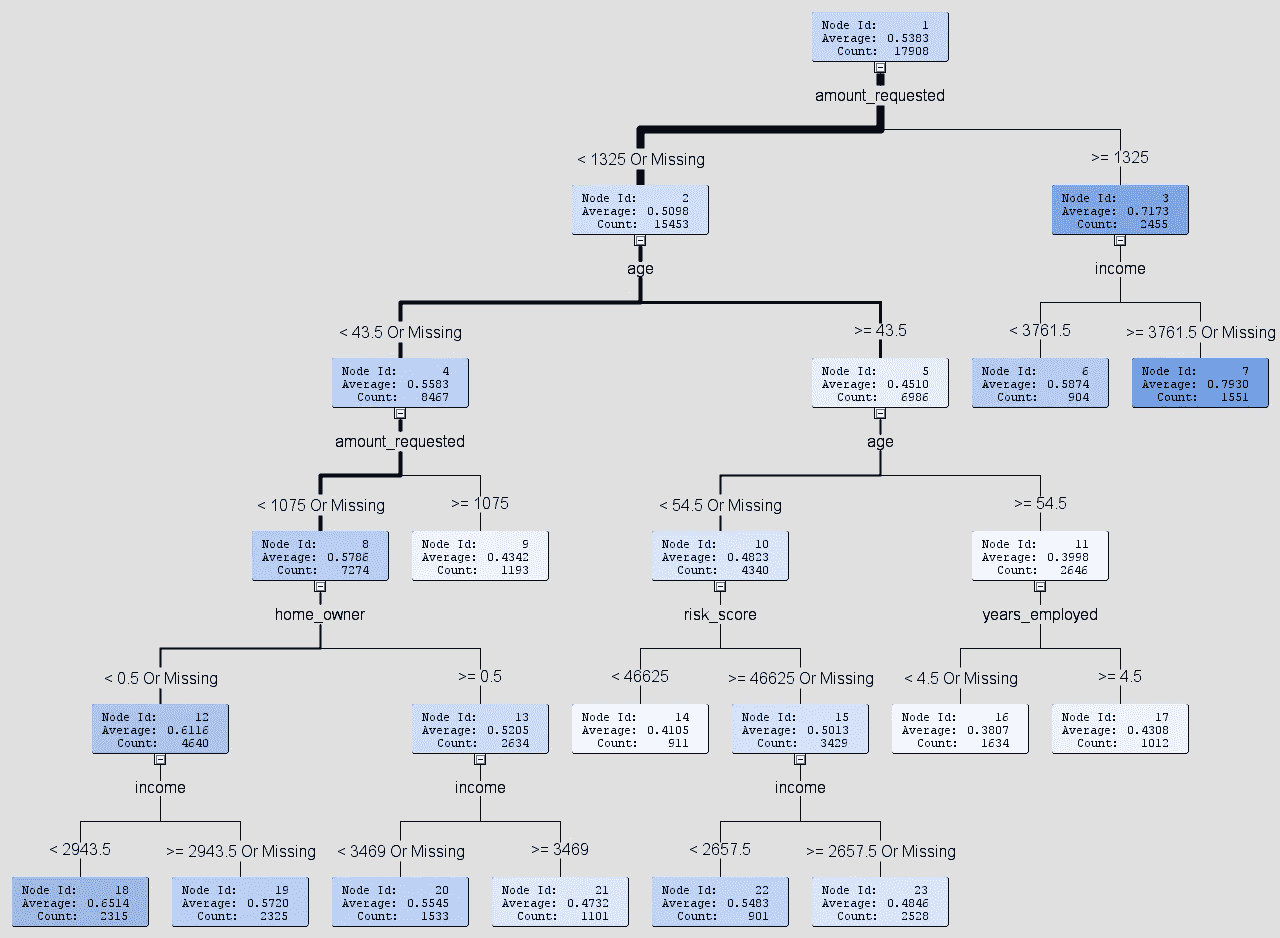 Node Id: 1
Average: 0.5383
Count: 17908
amount_requested
< 1325 Or Missing
>= 1325
Node Id: 2
Average: 0.5098
Count: 15453
Node Id: 3
Average: 0.7173
Count: 2455
age
income
< 43.5 Or Missing
>= 43.5
< 3761.5
>= 3761.5 Or Missing
Node Id: 4
Average: 0.5583
Count: 8467
Node Id: 5
Average: 0.4510
Count: 6986
Node Id: 6
Average: 0.5874
Count: 904
Node Id: 7
Average: 0.7930
Count: 1551
amount_requested
age
< 1075 Or Missing
>= 1075
< 54.5 Or Missing
>= 54.5
Node Id: 8
Average: 0.5786
Count: 7274
Node Id: 9
Average: 0.4342
Count: 1193
Node Id: 10
Average: 0.4823
Count: 4340
Node Id: 11
Average: 0.3998
Count: 2646
home_owner
risk_score
years_employed
< 0.5 Or Missing
>= 0.5
< 46625
>= 46625 Or Missing
< 4.5 Or Missing
>= 4.5
Node Id: 12
Average: 0.6116
Count: 4640
Node Id: 13
Average: 0.5205
Count: 2634
Node Id: 14
Average: 0.4105
Count: 911
Node Id: 15
Average: 0.5013
Count: 3429
Node Id: 16
Average: 0.3807
Count: 1634
Node Id: 17
Average: 0.4308
Count: 1012
income
income
income
< 2943.5
>= 2943.5 Or Missing
< 3469 Or Missing
>= 3469
< 2657.5
>= 2657.5 Or Missing
Node Id: 18
Average: 0.6514
Count: 2315
Node Id: 19
Average: 0.5720
Count: 2325
Node Id: 20
Average: 0.5545
Count: 1533
Node Id: 21
Average: 0.4732
Count: 1101
Node Id: 22
Average: 0.5483
Count: 901
Node Id: 23
Average: 0.4846
Count: 2528